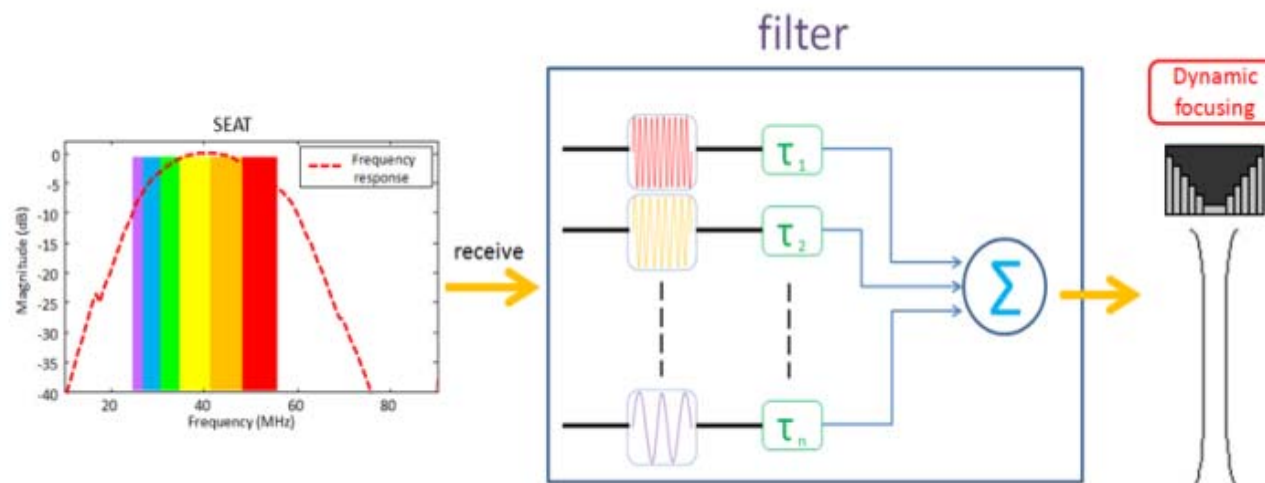 filter
Dynamic
focusing
SEAT
Frequency
response
0
-5
-10
-15
-20
-25
-30
-35
-40
Magnitude (dB)
20
40
60
80
Frequency (MHz)
receive
τ1
τ2
τn
Σ